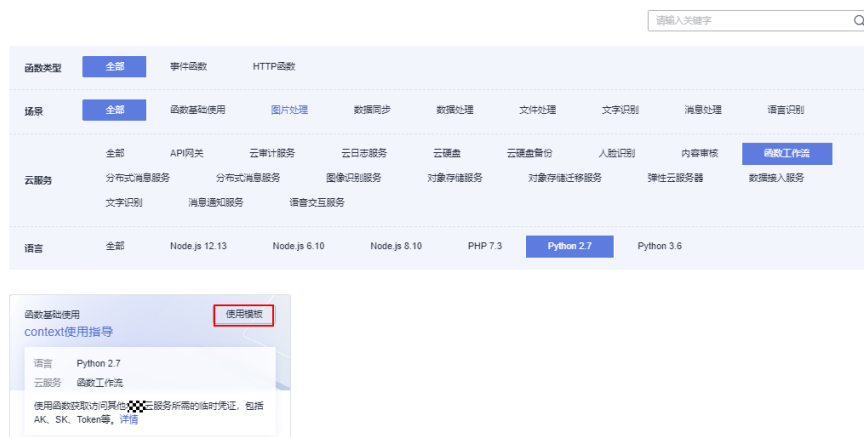 请输入关键字
函数类型 全部 事件函数 HTTP函数
场景 全部 函数基础使用 图片处理 数据同步 数据处理 文件处理 文字识别 消息处理 语言识别
全部 API网关 云审计服务 云日志服务 云硬盘 云硬盘备份 人脸识别 内容审核 函数工作流
云服务 分布式消息服务 分布式消息服务 图像识别服务 对象存储服务 对象存储迁移服务 弹性云服务器 数据接入服务
文字识别 消息通知服务 语音交互服务
语言 全部 Node.js 12.13 Node.js 6.10 Node.js 8.10 PHP 7.3 Python 2.7 Python 3.6
函数基础使用 使用模板
context使用指导
语言 Python 2.7
云服务 函数工作流
使用函数获取访问其他云服务所需的临时凭证,包括
AK、SK、Token等。详情